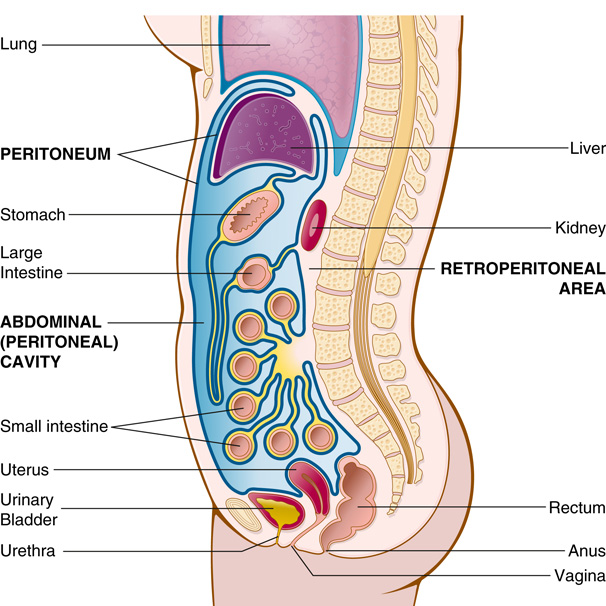 Lung
PERITONEUM
Stomach
Large
Intestine
ABDOMINAL
(PERITONEAL)
CAVITY
Small intestine
Uterus
Urinary
Bladder
Urethra
Liver
Kidney
RETROPERITONEAL
AREA
Rectum
Anus
Vagina